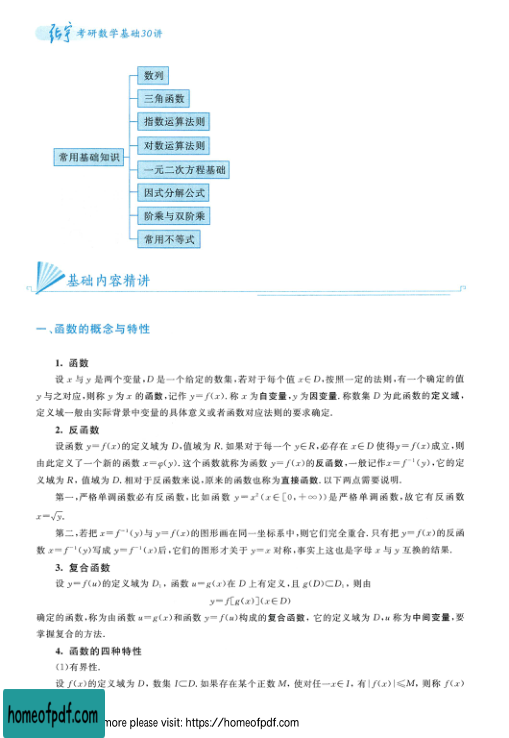 张宇 考研数学基础30讲
数列
三角函数
指数运算法则
对数运算法则
常用基础知识
一元二次方程基础
因式分解公式
阶乘与双阶乘
常用不等式
基础内容精讲
一、函数的概念与特性
1. 函数
设 x 与 y 是两个变量,D 是一个给定的数集,若对于每个值 x∈D,按照一定的法则,有一个确定的值
y 与之对应,则称 y 为 x 的函数,记作 y=f(x).称 x 为自变量,y 为因变量.称数集 D 为此函数的定义域,
定义域一般由实际背景中变量的具体意义或者函数对应法则的要求确定.
2. 反函数
设函数 y=f(x)的定义域为 D,值域为 R.如果对于每一个 y∈R,必存在 x∈D 使得y=f(x)成立,则
由此定义了一个新的函数 x=φ(y).这个函数就称为函数 y=f(x)的反函数,一般记作x=f⁻¹(y),它的定
义域为 R,值域为 D.相对于反函数来说,原来的函数也称为直接函数.以下两点需要说明.
第一,严格单调函数必有反函数,比如函数 y=x²(x∈[0,+∞))是严格单调函数,故它有反函数
x=√y.
第二,若把 x=f⁻¹(y)与 y=f(x)的图形画在同一坐标系中,则它们完全重合.只有把 y=f(x)的反函
数 x=f⁻¹(y)写成 y=f⁻¹(x)后,它们的图形才关于 y=x 对称,事实上这也是字母 x 与 y 互换的结果.
3. 复合函数
设 y=f(u)的定义域为 D₁,函数 u=g(x)在 D 上有定义,且 g(D)⊂D₁,则由
y=f[g(x)](x∈D)
确定的函数,称为由函数 u=g(x)和函数 y=f(u)构成的复合函数,它的定义域为 D,u 称为中间变量,要
掌握复合的方法.
4. 函数的四种特性
(1)有界性.
设 f(x)的定义域为 D,数集 I⊂D.如果存在某个正数 M,使对任一x∈I,有|f(x)|≤M,则称 f(x)
homeofpdf.com
more please visit: https://homeofpdf.com